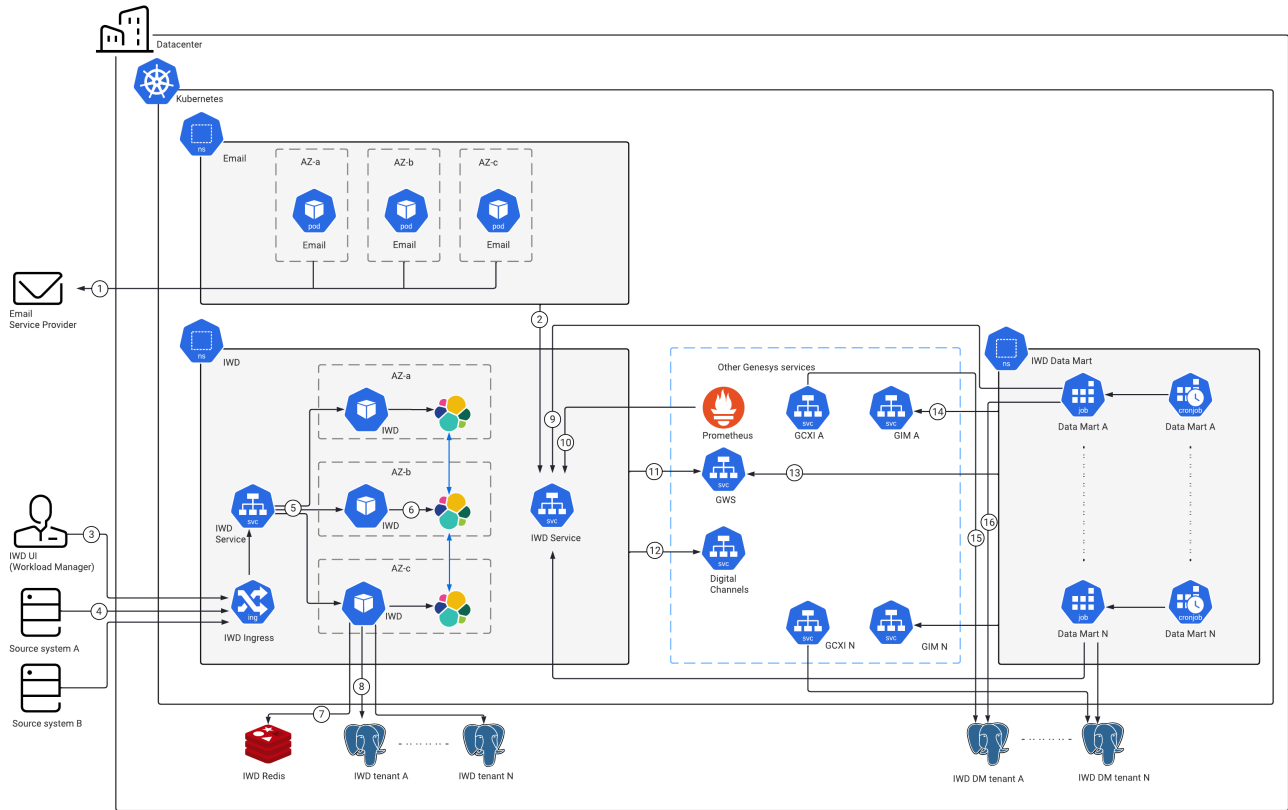 Datacenter
Kubernetes
ns
Email
AZ-a
AZ-b
AZ-c
pod
pod
pod
Email
Email
Email
1
Email
Service Provider
2
ns
IWD
ns
IWD Data Mart
AZ-a
IWD
Other Genesys services
Prometheus
svc
GCXI A
svc
GIM A
14
job
Data Mart A
cronjob
Data Mart A
9
10
AZ-b
IWD
5
6
svc
IWD
Service
svc
IWD Service
11
svc
GWS
13
3
IWD UI
(Workload Manager)
15
16
12
svc
Digital
Channels
AZ-c
IWD
4
Source system A
ing
IWD Ingress
svc
GCXI N
svc
GIM N
job
Data Mart N
cronjob
Data Mart N
Source system B
7
8
IWD Redis
IWD tenant A
IWD tenant N
IWD DM tenant A
IWD DM tenant N